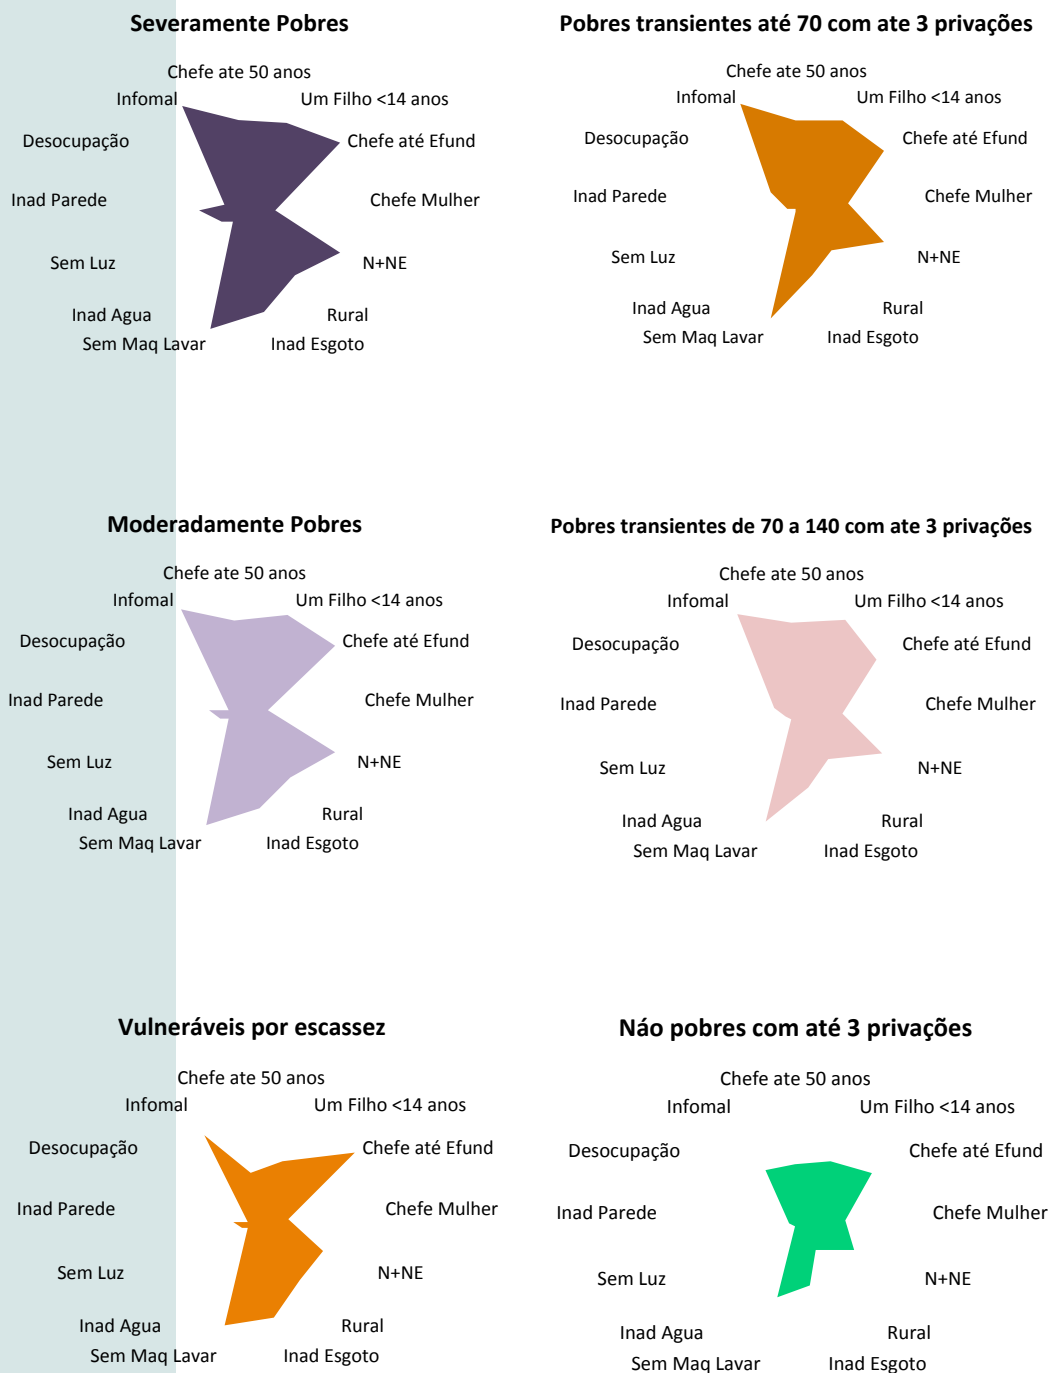 Severamente Pobres
Chefe ate 50 anos
Infomal
Um Filho <14 anos
Desocupação
Chefe até Efund
Inad Parede
Chefe Mulher
Sem Luz
N+NE
Inad Agua
Rural
Sem Maq Lavar
Inad Esgoto
Pobres transientes até 70 com ate 3 privações
Chefe ate 50 anos
Infomal
Um Filho <14 anos
Desocupação
Chefe até Efund
Inad Parede
Chefe Mulher
Sem Luz
N+NE
Inad Agua
Rural
Sem Maq Lavar
Inad Esgoto
Moderadamente Pobres
Chefe ate 50 anos
Infomal
Um Filho <14 anos
Desocupação
Chefe até Efund
Inad Parede
Chefe Mulher
Sem Luz
N+NE
Inad Agua
Rural
Sem Maq Lavar
Inad Esgoto
Pobres transientes de 70 a 140 com ate 3 privações
Chefe ate 50 anos
Infomal
Um Filho <14 anos
Desocupação
Chefe até Efund
Inad Parede
Chefe Mulher
Sem Luz
N+NE
Inad Agua
Rural
Sem Maq Lavar
Inad Esgoto
Vulneráveis por escassez
Chefe ate 50 anos
Infomal
Um Filho <14 anos
Desocupação
Chefe até Efund
Inad Parede
Chefe Mulher
Sem Luz
N+NE
Inad Agua
Rural
Sem Maq Lavar
Inad Esgoto
Náo pobres com até 3 privações
Chefe ate 50 anos
Infomal
Um Filho <14 anos
Desocupação
Chefe até Efund
Inad Parede
Chefe Mulher
Sem Luz
N+NE
Inad Agua
Rural
Sem Maq Lavar
Inad Esgoto